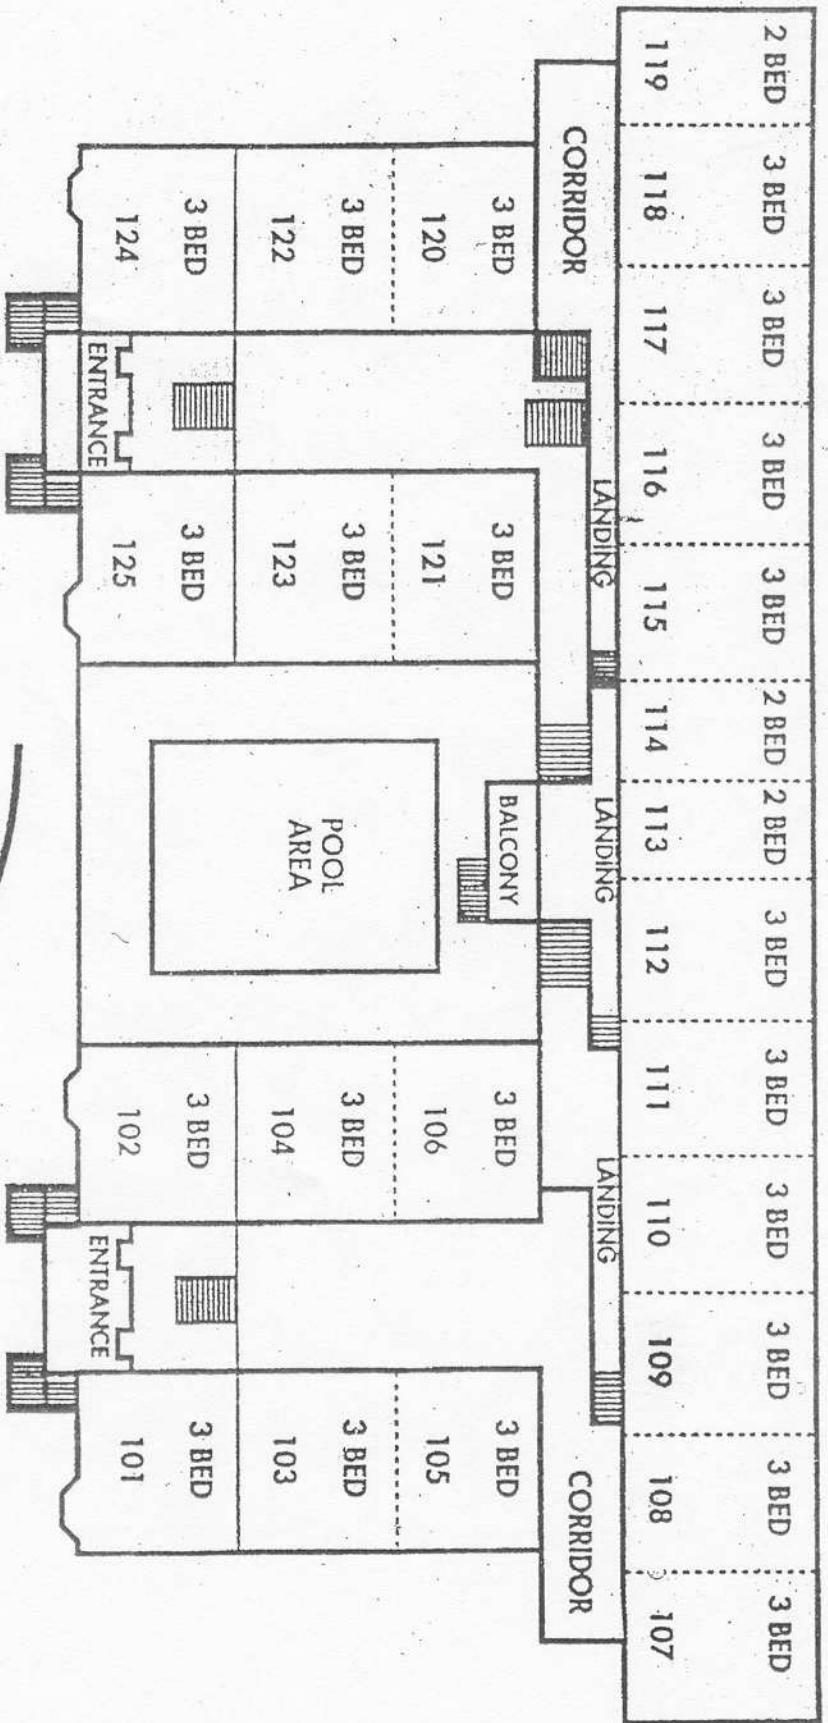 2 BED
3 BED
3 BED
3 BED
3 BED
2 BED
2 BED
3 BED
3 BED
3 BED
3 BED
3 BED
3 BED
119
118
117
116
115
114
113
112
111
110
109
108
107
LANDING
LANDING
LANDING
CORRIDOR
CORRIDOR
BALCONY
3 BED
3 BED
3 BED
3 BED
120
121
106
105
3 BED
3 BED
3 BED
3 BED
122
123
104
103
POOL
AREA
3 BED
3 BED
3 BED
3 BED
124
125
102
101
ENTRANCE
ENTRANCE